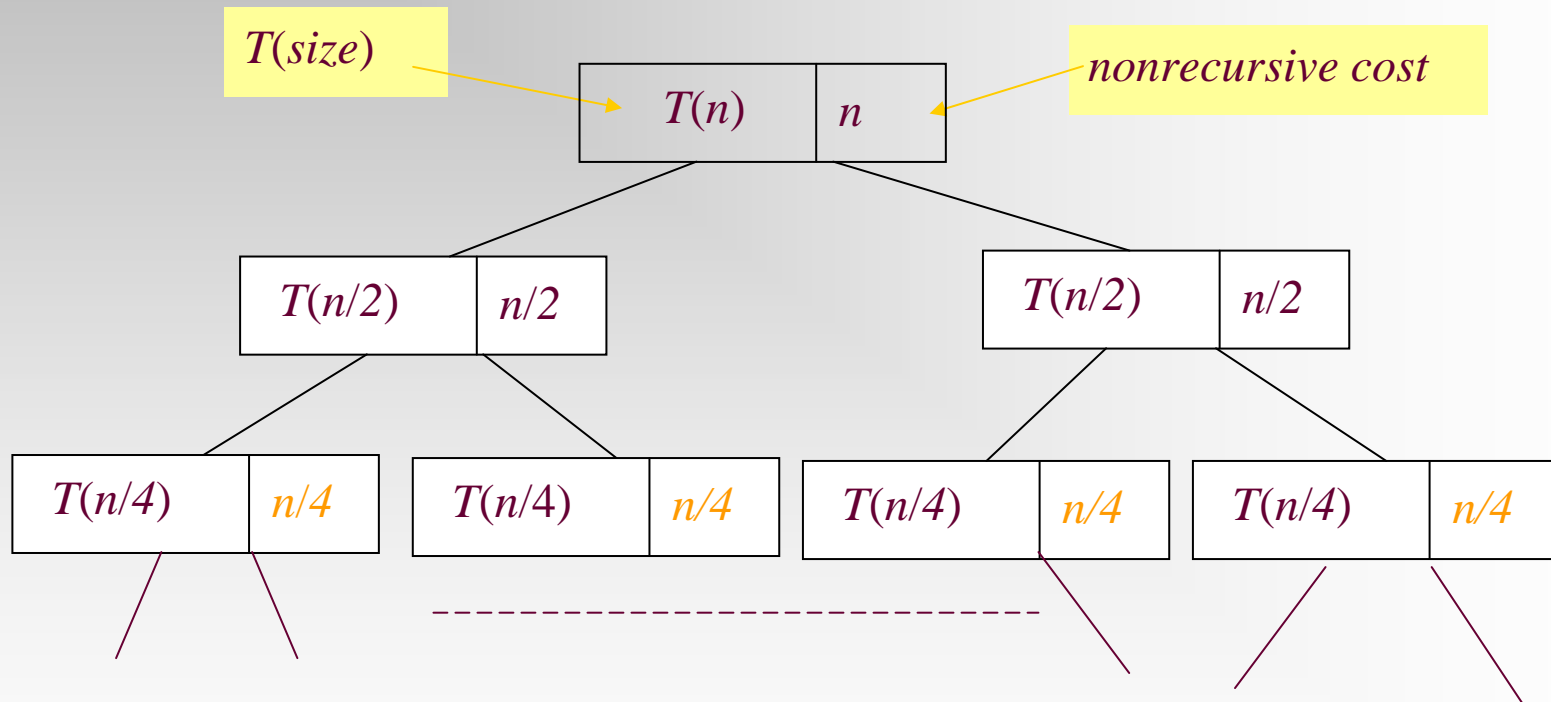 T(size)
nonrecursive cost
T(n) n
T(n/2) n/2
T(n/2) n/2
T(n/4) n/4
T(n/4) n/4
T(n/4) n/4
T(n/4) n/4